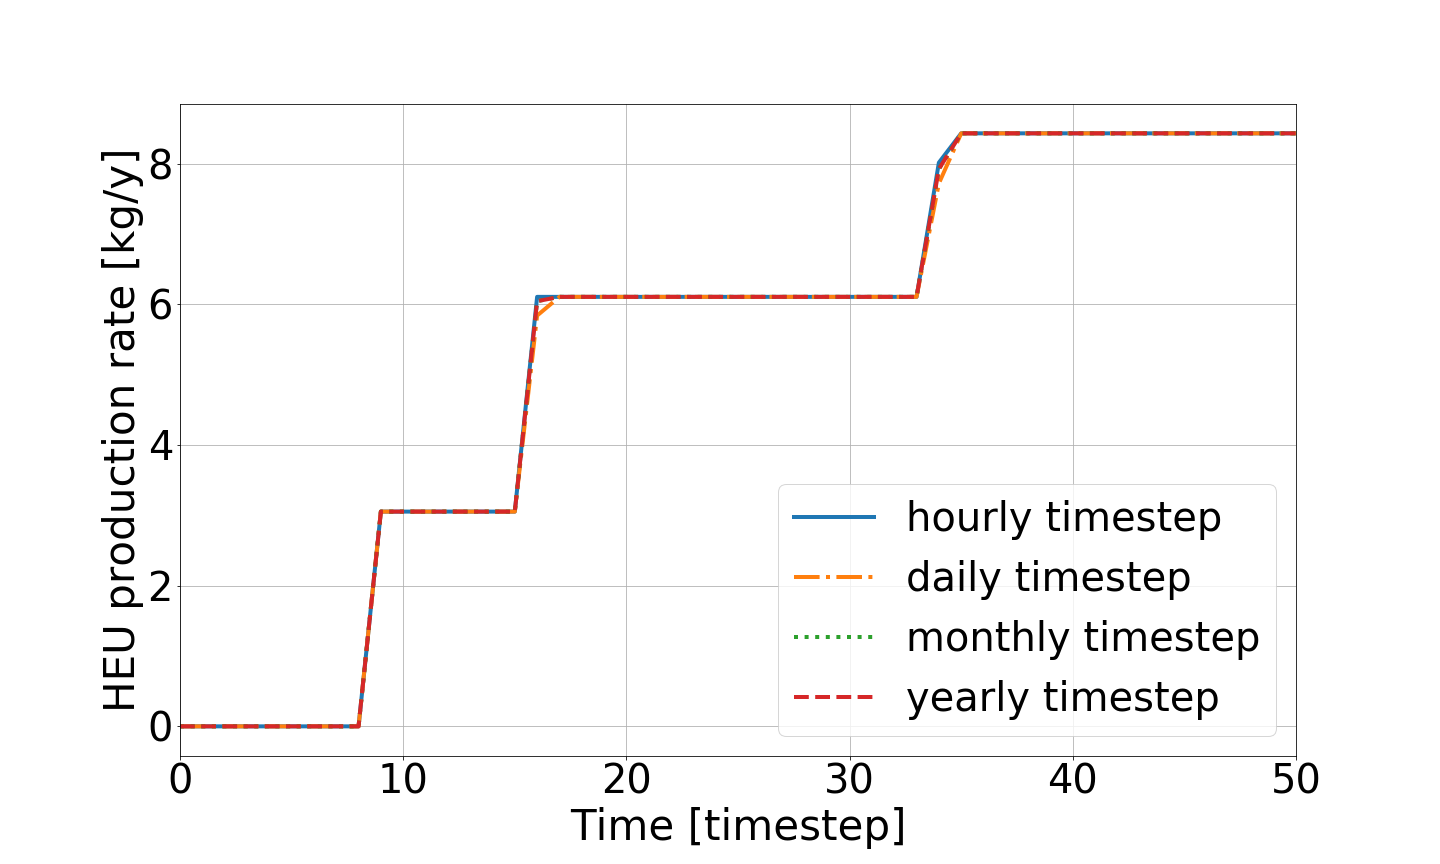 HEU production rate [kg/y]
8
6
4
2
0
hourly timestep
daily timestep
monthly timestep
yearly timestep
0 10 20 30 40 50
Time [timestep]